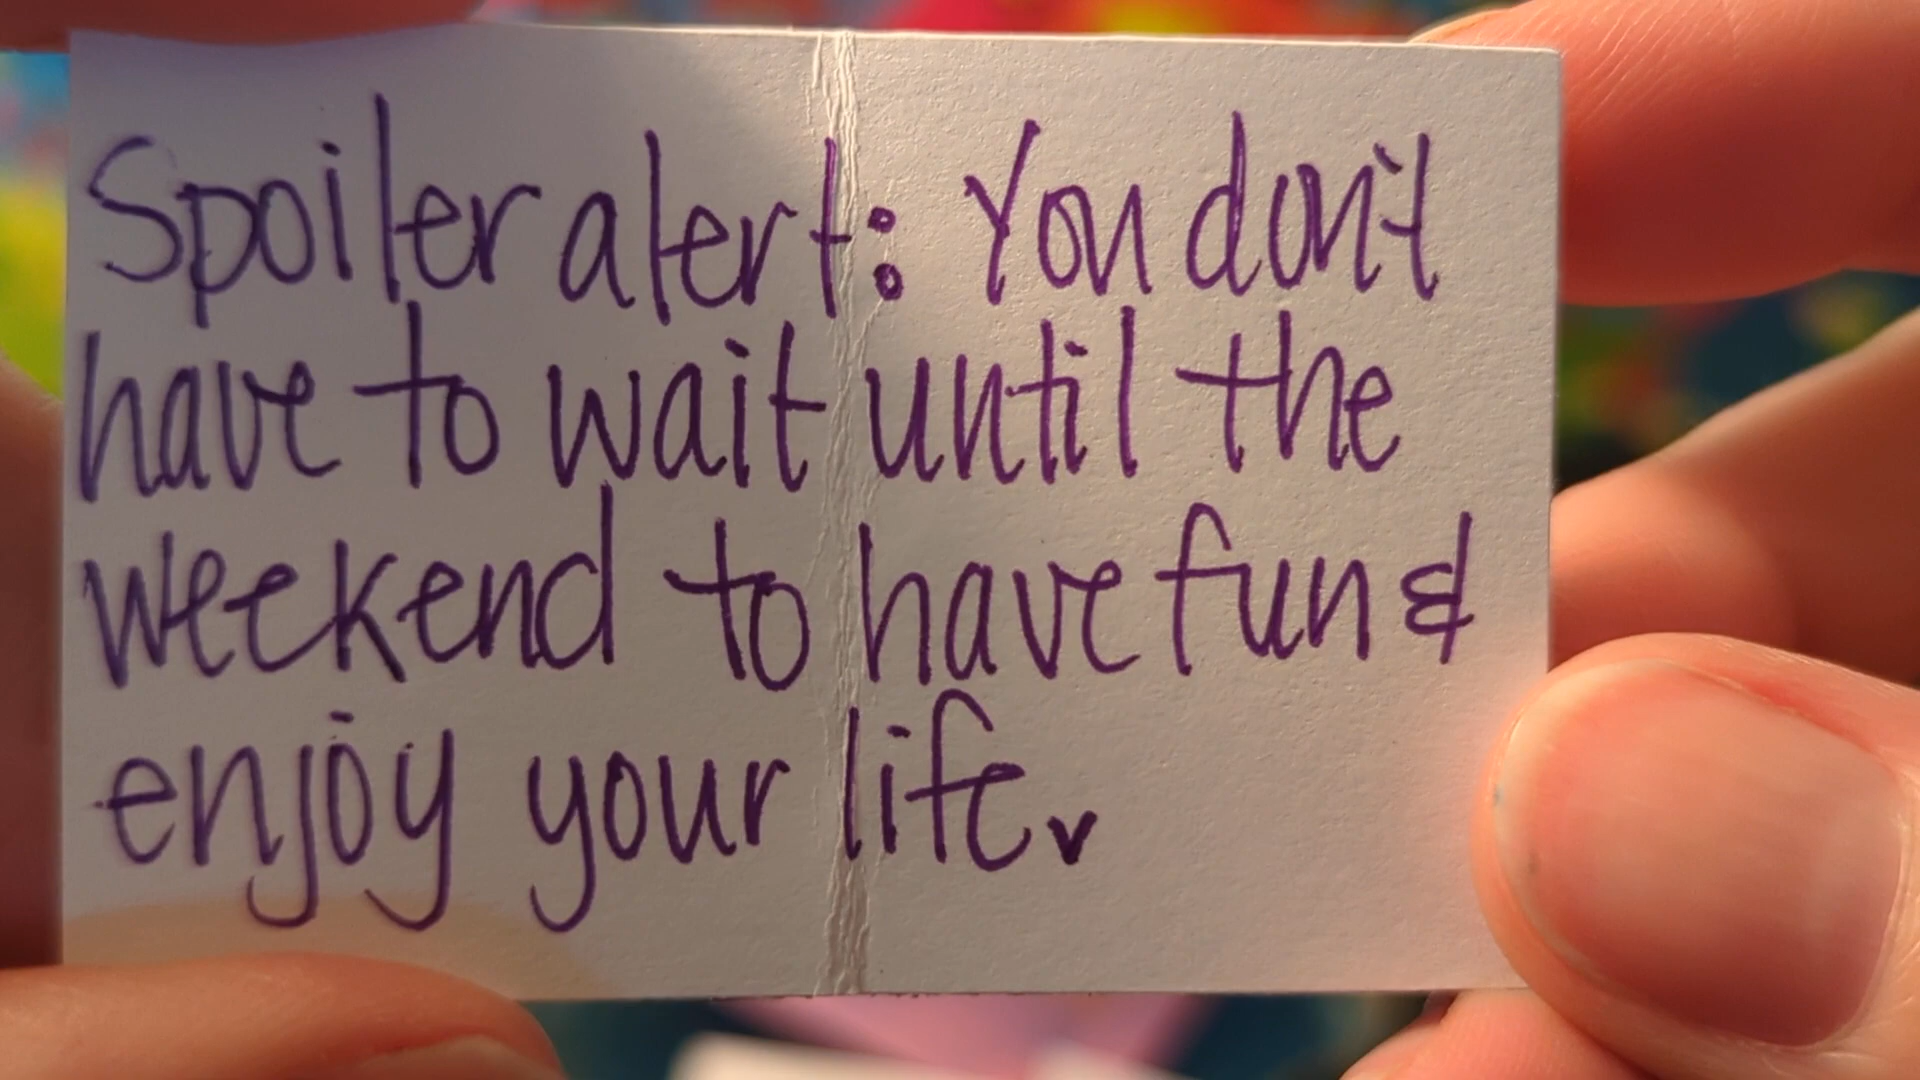 Spoiler alert: You don't
have to wait until the
weekend to have fun &
enjoy your life.